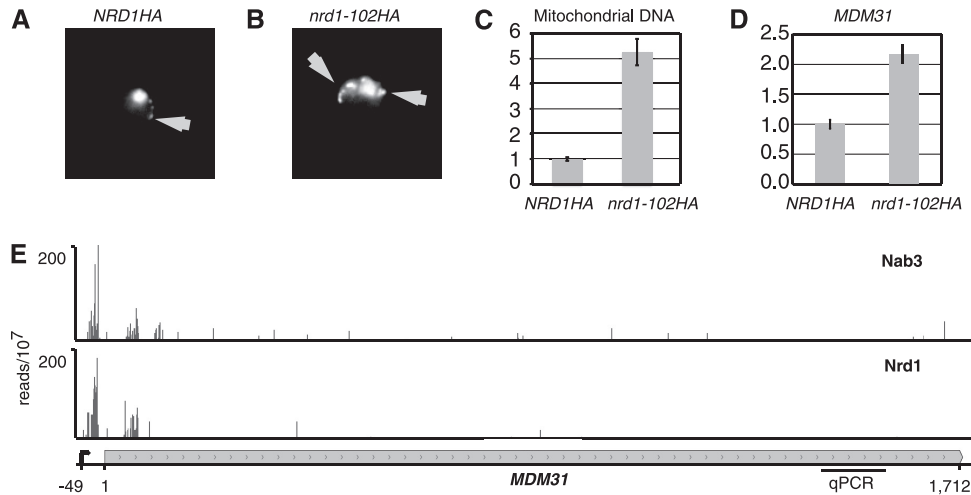 A
NRD1HA
B
nrd1-102HA
C
Mitochondrial DNA
6
5
4
3
2
1
0
NRD1HA
nrd1-102HA
D
MDM31
2.5
2.0
1.5
1.0
0.5
0.0
NRD1HA
nrd1-102HA
E
200
Nab3
reads/10⁷
200
Nrd1
MDM31
qPCR
-49
1
1,712